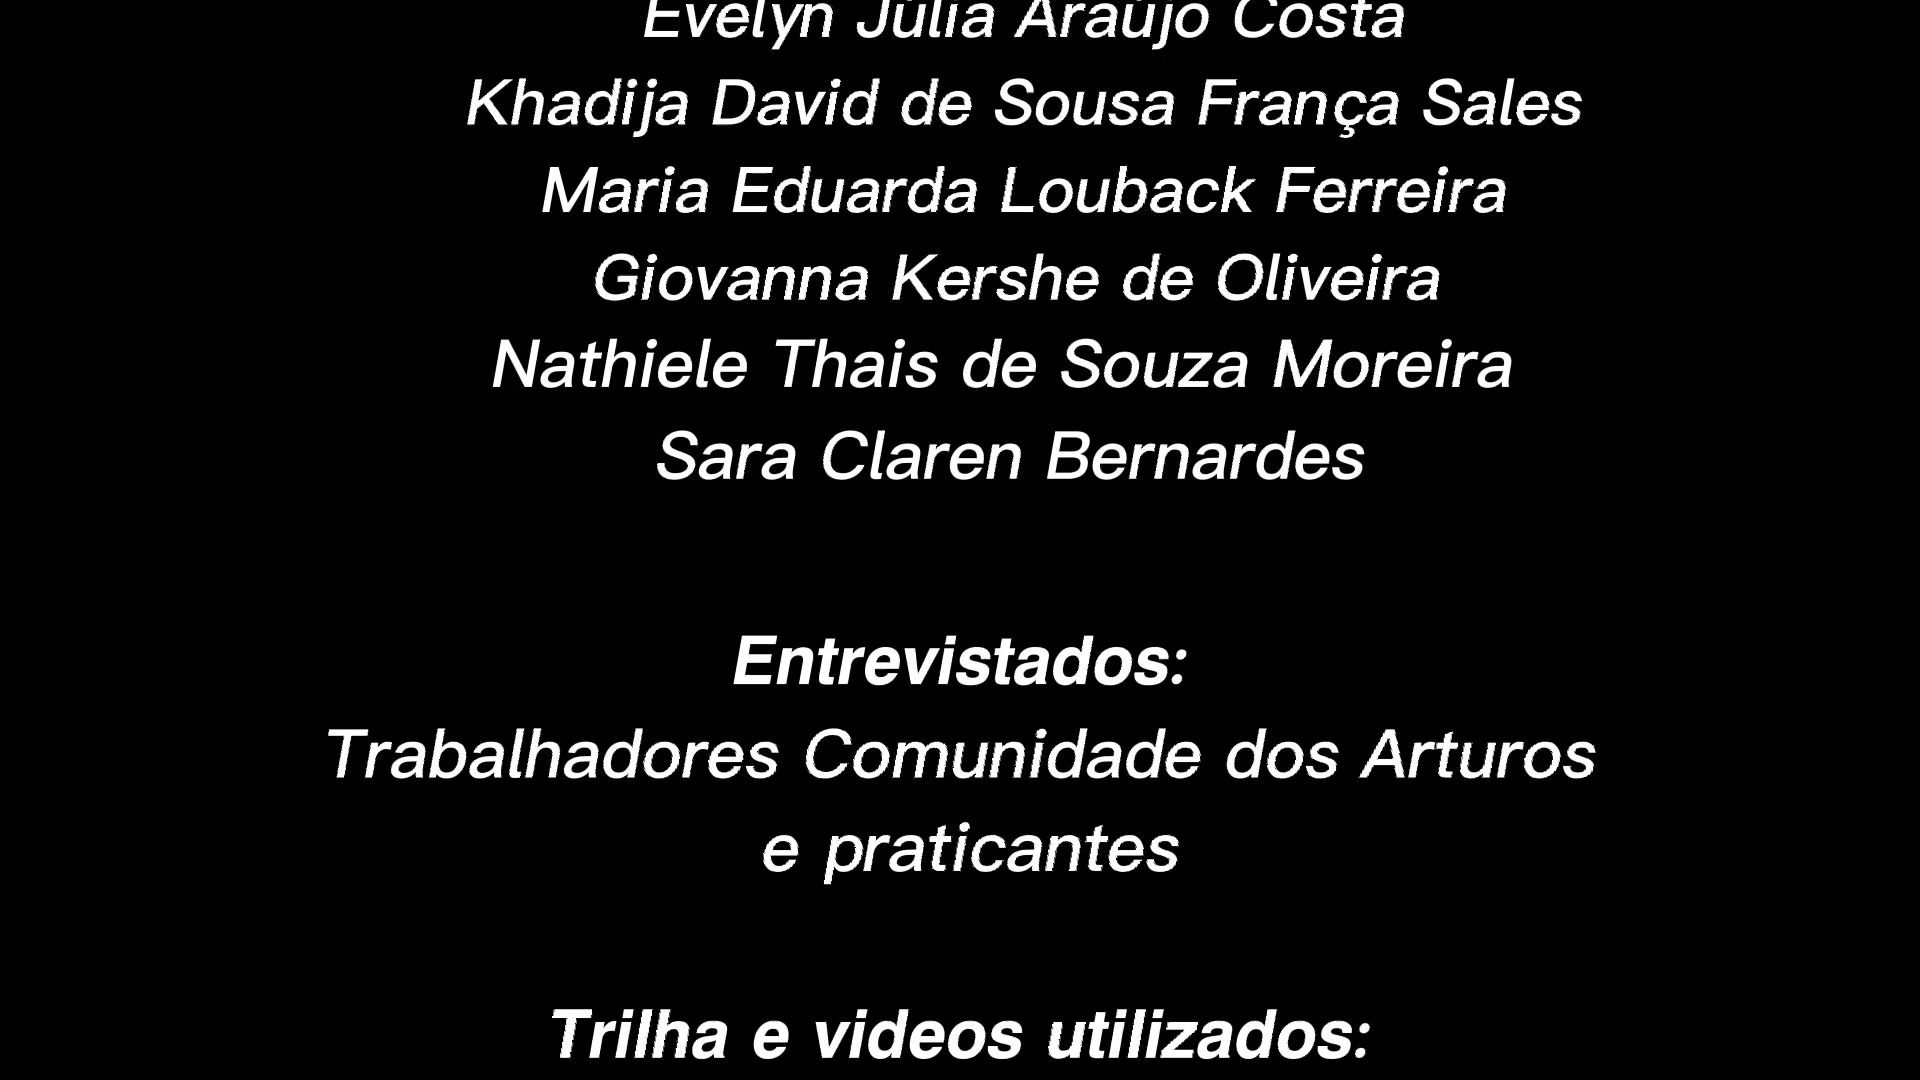 Evelyn Júlia Araújo Costa
Khadija David de Sousa França Sales
Maria Eduarda Louback Ferreira
Giovanna Kershe de Oliveira
Nathiele Thais de Souza Moreira
Sara Claren Bernardes
Entrevistados:
Trabalhadores Comunidade dos Arturos
e praticantes
Trilha e videos utilizados: